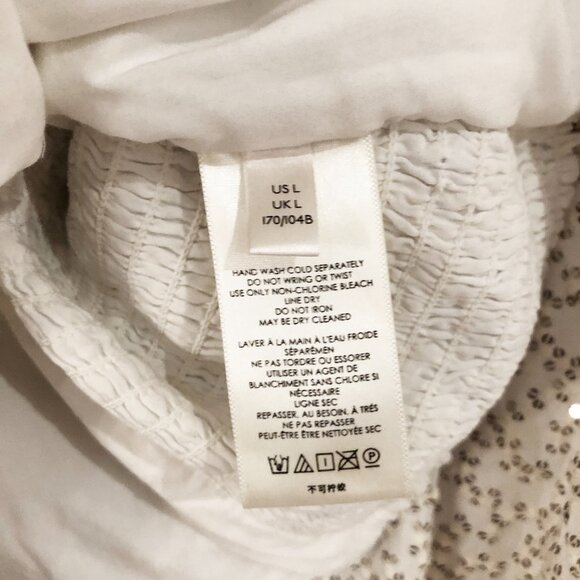 US L
UK L
170/104B
HAND WASH COLD SEPARATELY
DO NOT WRING OR TWIST
USE ONLY NON-CHLORINE BLEACH
LINE DRY
DO NOT IRON
MAY BE DRY CLEANED
LAVER À LA MAIN À L'EAU FROIDE
SÉPARÉMEN
NE PAS TORDRE OU ESSORER
UTILISER UN AGENT DE
BLANCHIMENT SANS CHLORE SI
NÉCESSAIRE
LIGNE SEC
REPASSER, AU BESOIN, À TRÉS
NE PAS REPASSER
PEUT-ÊTRE ÊTRE NETTOYÉE SEC
P
不可拧绞